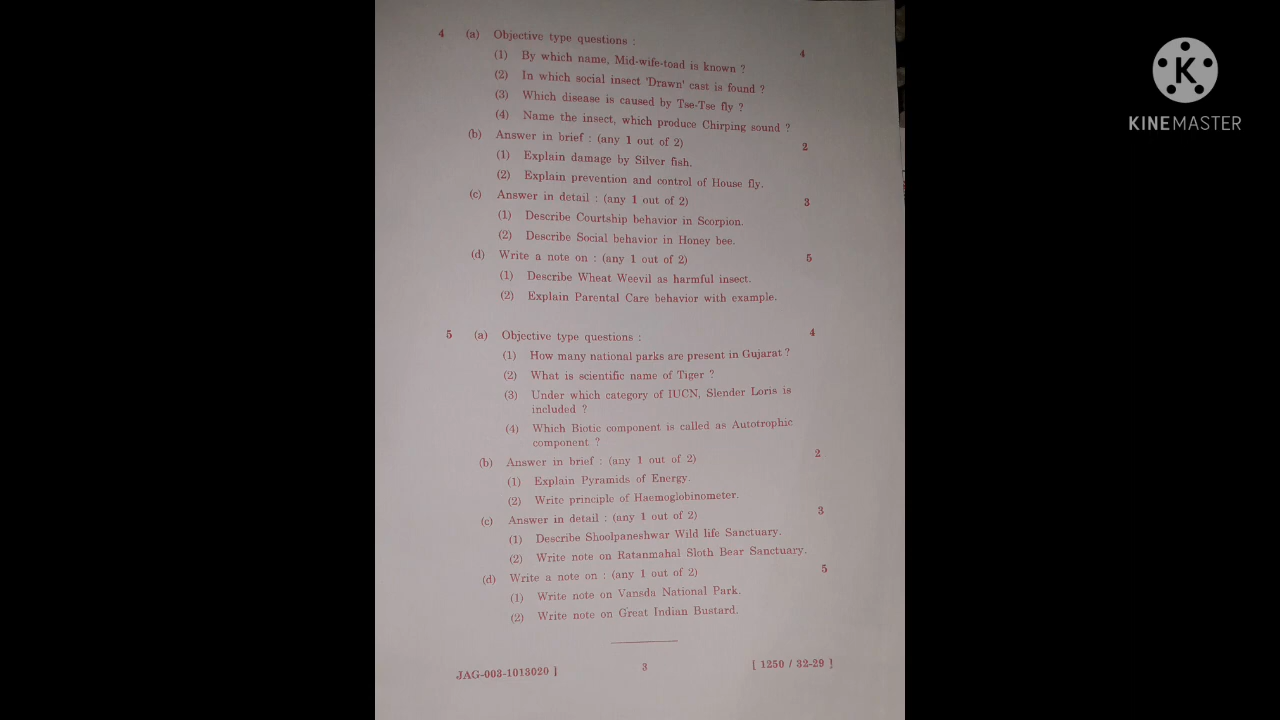 4 (a) Objective type questions : 4
(1) By which name, Mid-wife-toad is known ?
(2) In which social insect 'Drawn' cast is found ?
(3) Which disease is caused by Tse-Tse fly ?
(4) Name the insect, which produce Chirping sound ?
(b) Answer in brief : (any 1 out of 2) 2
(1) Explain damage by Silver fish.
(2) Explain prevention and control of House fly.
(c) Answer in detail : (any 1 out of 2) 3
(1) Describe Courtship behavior in Scorpion.
(2) Describe Social behavior in Honey bee.
(d) Write a note on : (any 1 out of 2) 5
(1) Describe Wheat Weevil as harmful insect.
(2) Explain Parental Care behavior with example.
5 (a) Objective type questions : 4
(1) How many national parks are present in Gujarat ?
(2) What is scientific name of Tiger ?
(3) Under which category of IUCN, Slender Loris is
included ?
(4) Which Biotic component is called as Autotrophic
component ?
(b) Answer in brief : (any 1 out of 2) 2
(1) Explain Pyramids of Energy.
(2) Write principle of Haemoglobinometer.
(c) Answer in detail : (any 1 out of 2) 3
(1) Describe Shoolpaneshwar Wild life Sanctuary.
(2) Write note on Ratanmahal Sloth Bear Sanctuary.
(d) Write a note on : (any 1 out of 2) 5
(1) Write note on Vansda National Park.
(2) Write note on Great Indian Bustard.
JAG-003-1013020 ] 3 [ 1250 / 32-29 ]
K
KINEMASTER